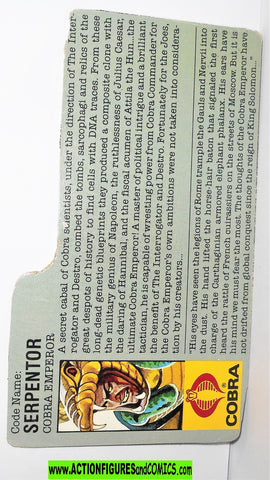 Code Name:
SERPENTOR
COBRA EMPEROR
A secret cabal of Cobra scientists, under the direction of The Inter-
rogator and Destro, combed the tombs, sarcophagi and relics of the
great despots of history to find cells with DNA traces. From these
long-dead genetic blueprints they produced a composite clone with
the military genius of Napoleon, the ruthlessness of Julius Caesar,
the daring of Hannibal, and the fiscal acumen of Attila the Hun...the
ultimate Cobra Emperor! A master of political intrigue and a brilliant
tactician, he is capable of wresting power from Cobra Commander for
the benefit of The Interrogator and Destro. Fortunately for the Joes,
the Cobra Emperor's own ambitions were not taken into considera-
tion by his creators...
"His eyes have seen the legions of Rome trample the Gauls and Nervii into
the dust. His hand lifted the horse-hair baton that signaled the first
charge of the Carthaginian armored elephant phalanx. His ears have
heard the rattle of French cuirassiers on the streets of Moscow. But it is
his mind we must fear the most. The thoughts of the Cobra Emperor have
not drifted from global conquest since the reign of King Solomon..."
COBRA
www.ACTIONFIGURESandCOMICS.com